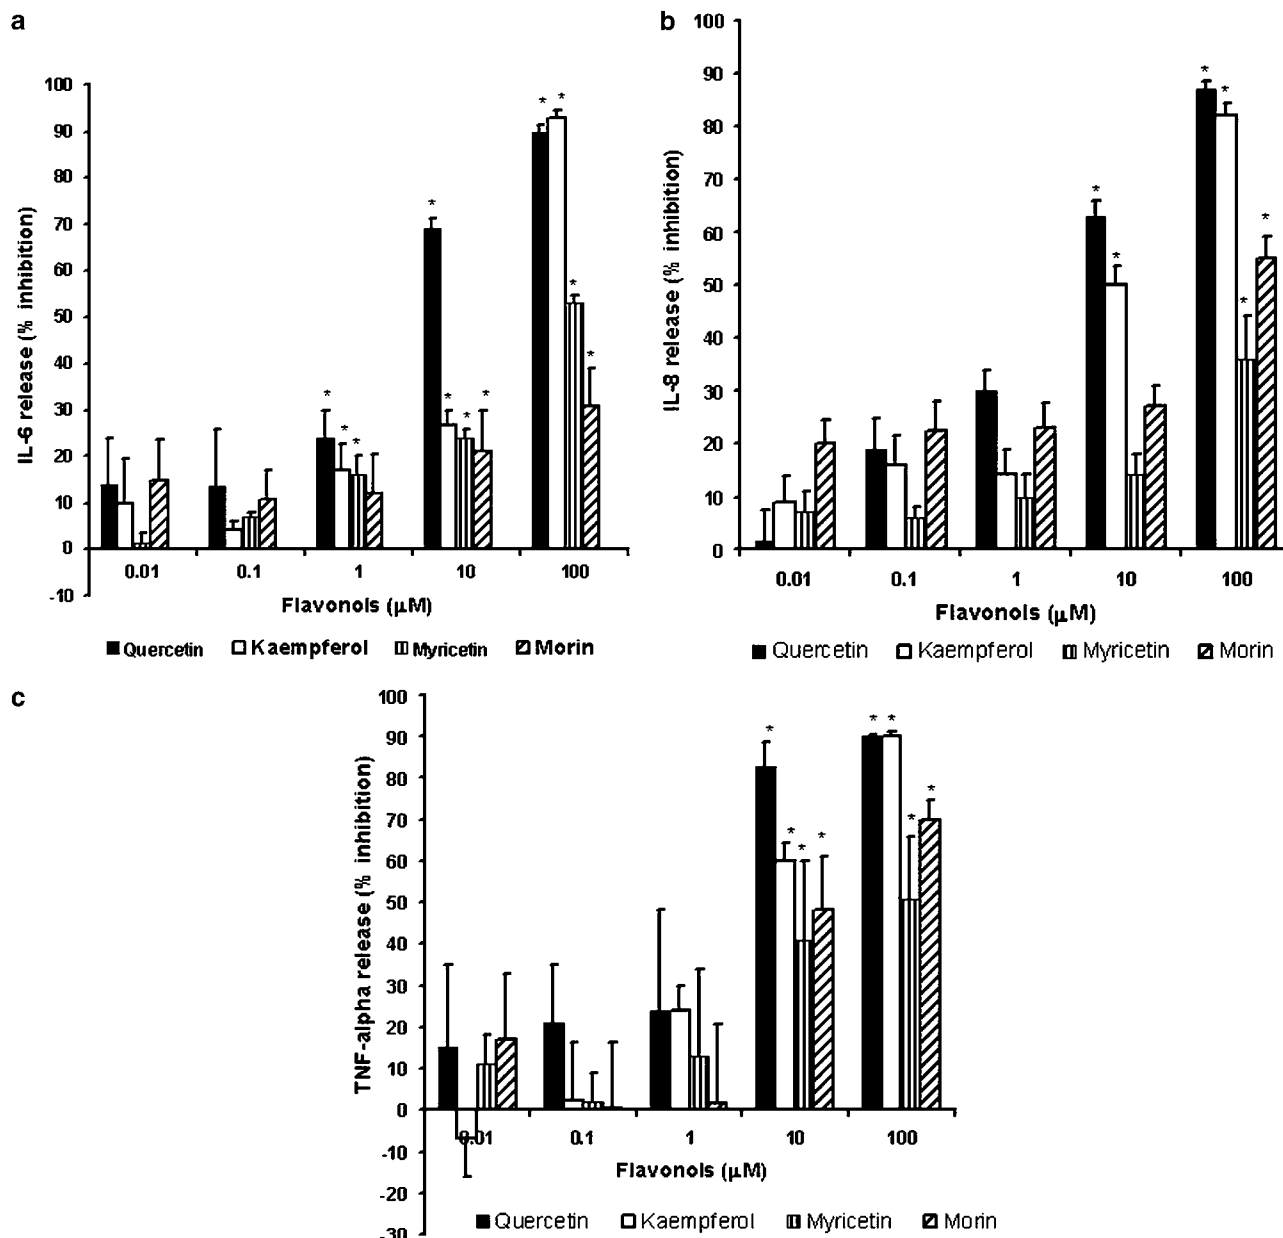 a
IL-6 release (% inhibition)
100
90
80
70
60
50
40
30
20
10
0
-10
* * * * * * * * * * *
0.01 0.1 1 10 100
Flavonols (µM)
Quercetin Kaempferol Myricetin Morin
b
IL-8 release (% inhibition)
100
90
80
70
60
50
40
30
20
10
0
* * * * * *
0.01 0.1 1 10 100
Flavonols (µM)
Quercetin Kaempferol Myricetin Morin
c
TNF-alpha release (% inhibition)
100
90
80
70
60
50
40
30
20
10
0
-10
-20
-30
* * * * * * * *
0.01 0.1 1 10 100
Flavonols (µM)
Quercetin Kaempferol Myricetin Morin